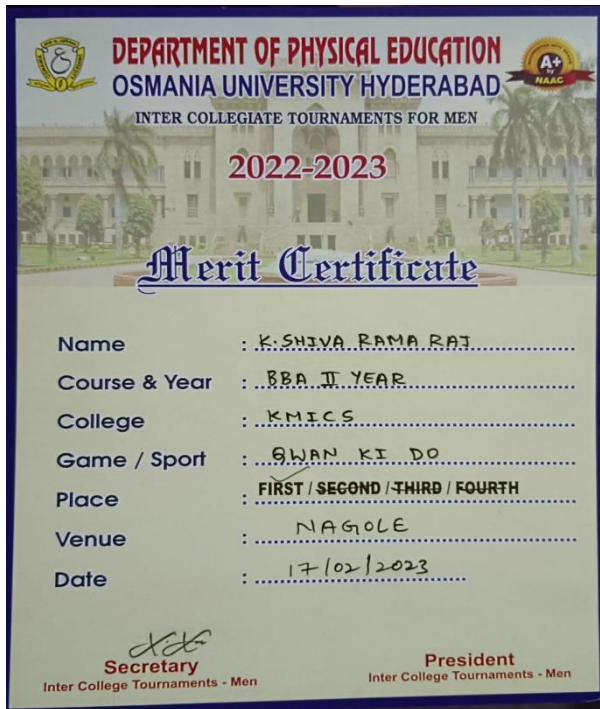 DEPARTMENT OF PHYSICAL EDUCATION
OSMANIA UNIVERSITY HYDERABAD
A+
by
NAAC
INTER COLLEGIATE TOURNAMENTS FOR MEN
2022-2023
Merit Certificate
Name : K. SHIVA RAMA RAJ
Course & Year : BBA II YEAR
College : KMICS
Game / Sport : QWAN KI DO
Place : FIRST / SECOND / THIRD / FOURTH
Venue : NAGOLE
Date : 17/02/2023
Secretary
Inter College Tournaments - Men
President
Inter College Tournaments - Men